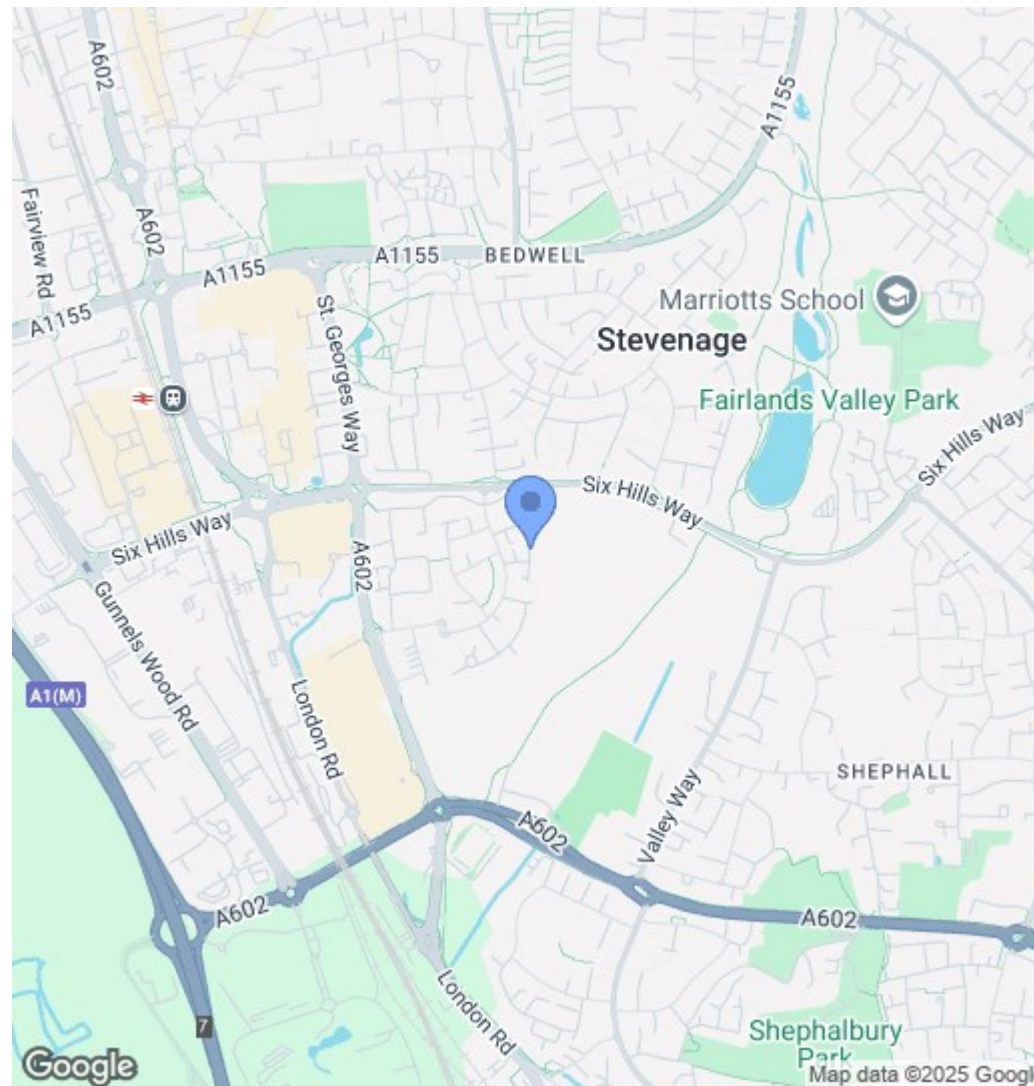 A602
A1155
Fairview Rd
A602
A1155
A1155
BEDWELL
A1155
St. Georges Way
Marriotts School
Stevenage
Fairlands Valley Park
Six Hills Way
Six Hills Way
Six Hills Way
A602
Gunnels Wood Rd
A1(M)
London Rd
SHEPHALL
Valley Way
A602
A602
A602
London Rd
7
Shephalbury
Park
Google
Map data ©2025 Google